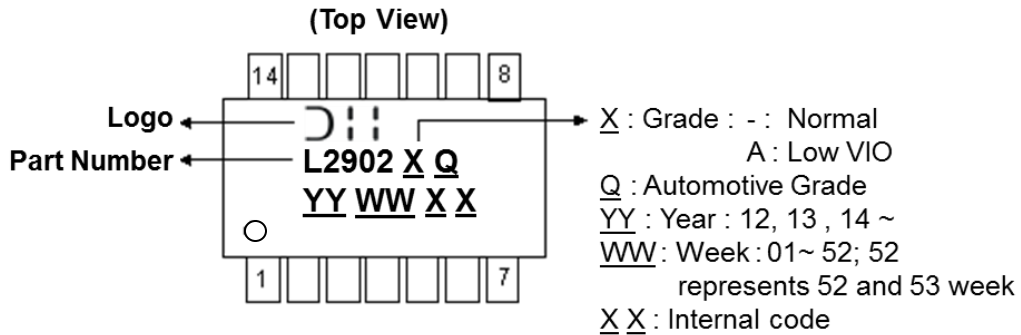 (Top View)
14 8
Logo
Part Number
L2902 X Q
YY WW X X
1 7
X : Grade : - : Normal
A : Low VIO
Q : Automotive Grade
YY : Year : 12, 13 , 14 ~
WW : Week : 01~ 52; 52
represents 52 and 53 week
X X : Internal code